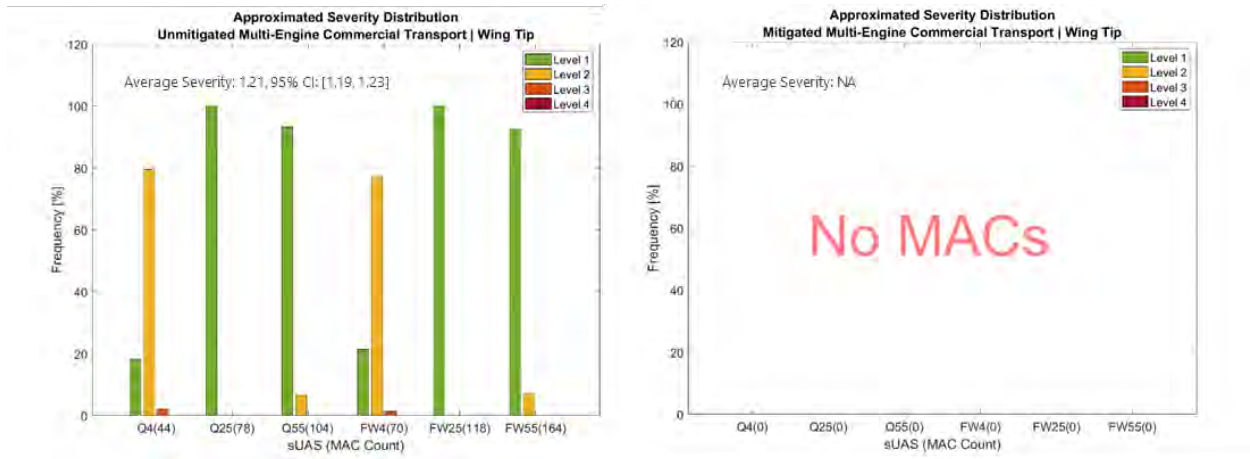 Approximated Severity Distribution
Unmitigated Multi-Engine Commercial Transport | Wing Tip
120
100
80
60
40
20
0
Frequency [%]
Average Severity: 1.21, 95% CI: [1.19, 1.23]
Level 1
Level 2
Level 3
Level 4
Q4(44) Q25(78) Q55(104) FW4(70) FW25(118) FW55(164)
sUAS (MAC Count)
Approximated Severity Distribution
Mitigated Multi-Engine Commercial Transport | Wing Tip
120
100
80
60
40
20
0
Frequency [%]
Average Severity: NA
Level 1
Level 2
Level 3
Level 4
No MACs
Q4(0) Q25(0) Q55(0) FW4(0) FW25(0) FW55(0)
sUAS (MAC Count)